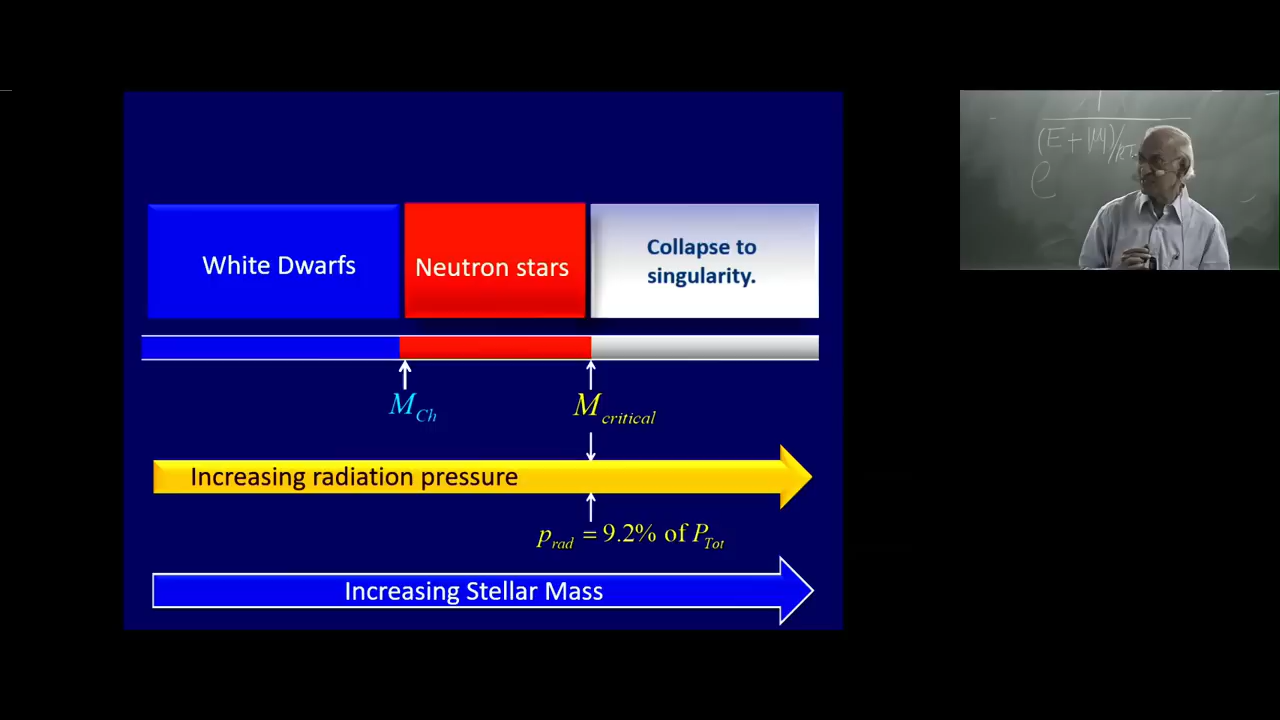 White Dwarfs
Neutron stars
Collapse to
singularity.
M_Ch
M_critical
Increasing radiation pressure
p_rad = 9.2% of P_Tot
Increasing Stellar Mass
(E + |M|)/kT
e